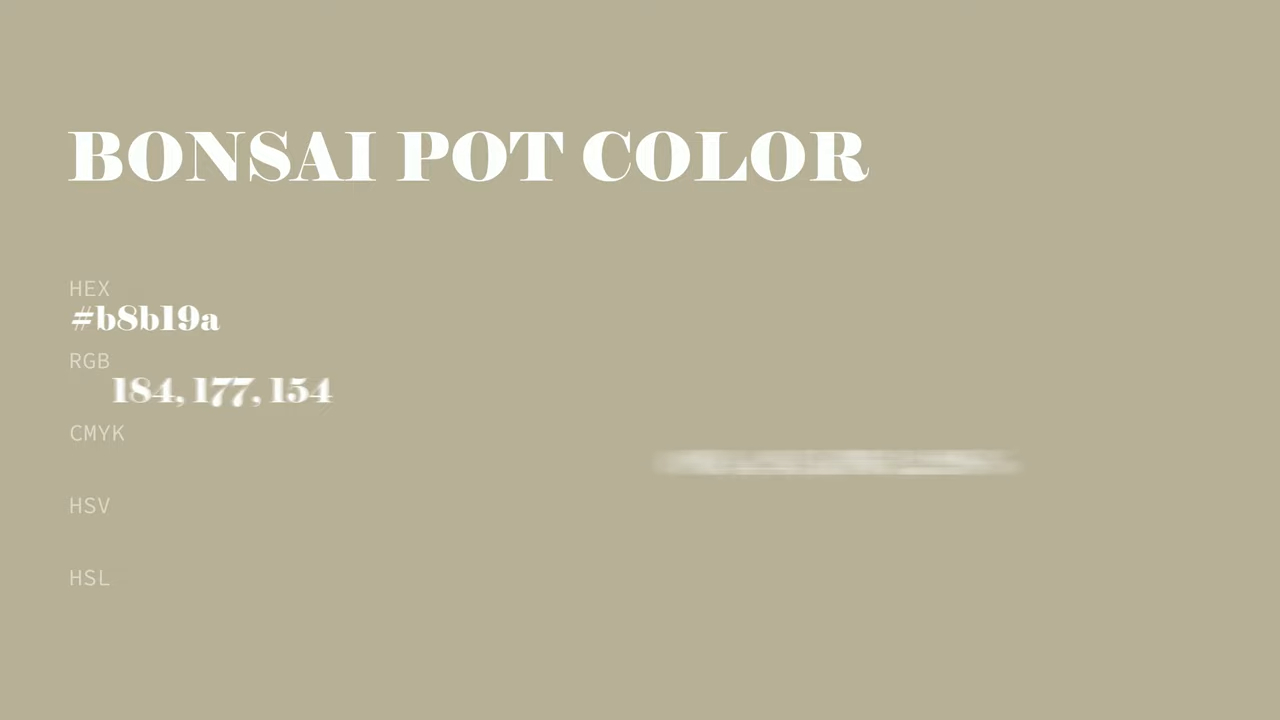 BONSAI POT COLOR
HEX
#b8b19a
RGB
184, 177, 154
CMYK
HSV
HSL